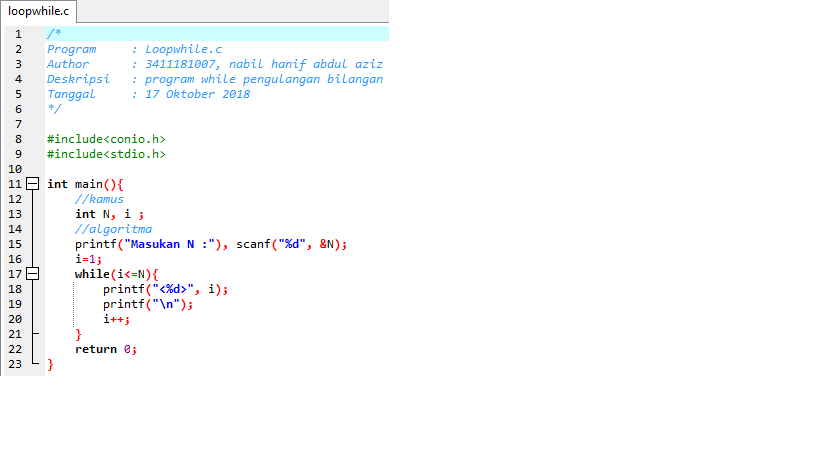 loopwhile.c
1 /*
2 Program : Loopwhile.c
3 Author : 3411181007, nabil hanif abdul aziz
4 Deskripsi : program while pengulangan bilangan
5 Tanggal : 17 Oktober 2018
6 */
7
8 #include<conio.h>
9 #include<stdio.h>
10
11 int main(){
12 //kamus
13 int N, i ;
14 //algoritma
15 printf("Masukan N :"), scanf("%d", &N);
16 i=1;
17 while(i<=N){
18 printf("<%d>", i);
19 printf("\n");
20 i++;
21 }
22 return 0;
23 }